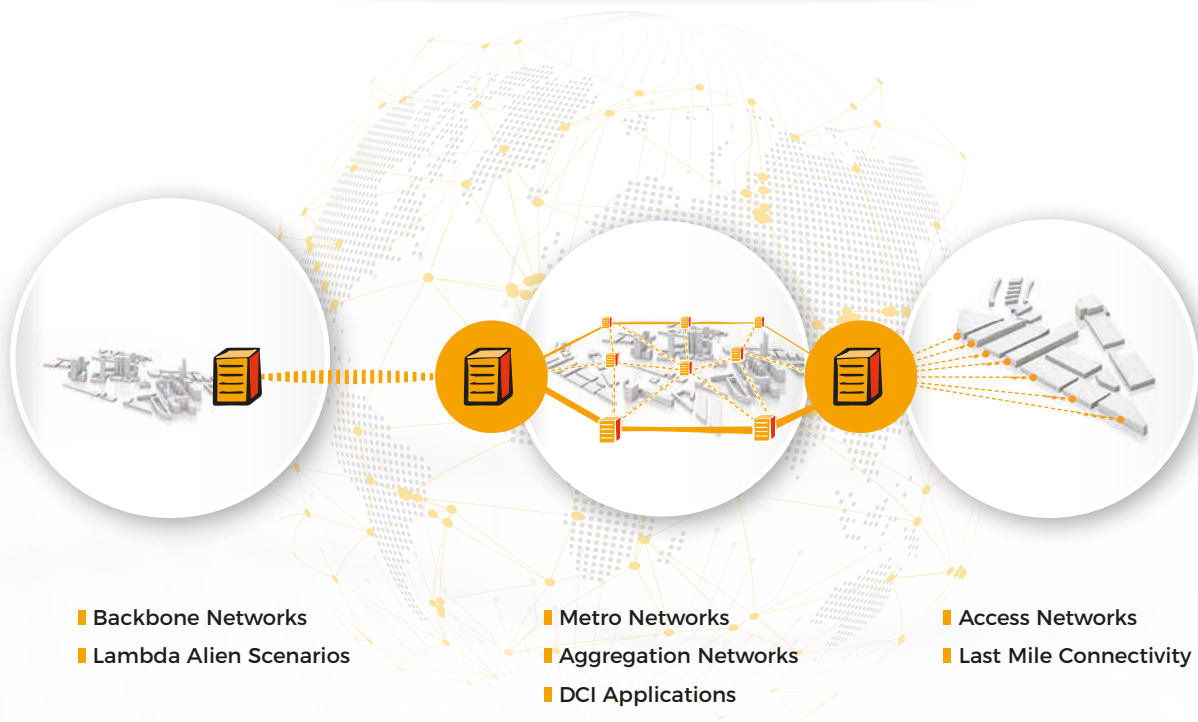 Backbone Networks
Lambda Alien Scenarios
Metro Networks
Aggregation Networks
DCI Applications
Access Networks
Last Mile Connectivity